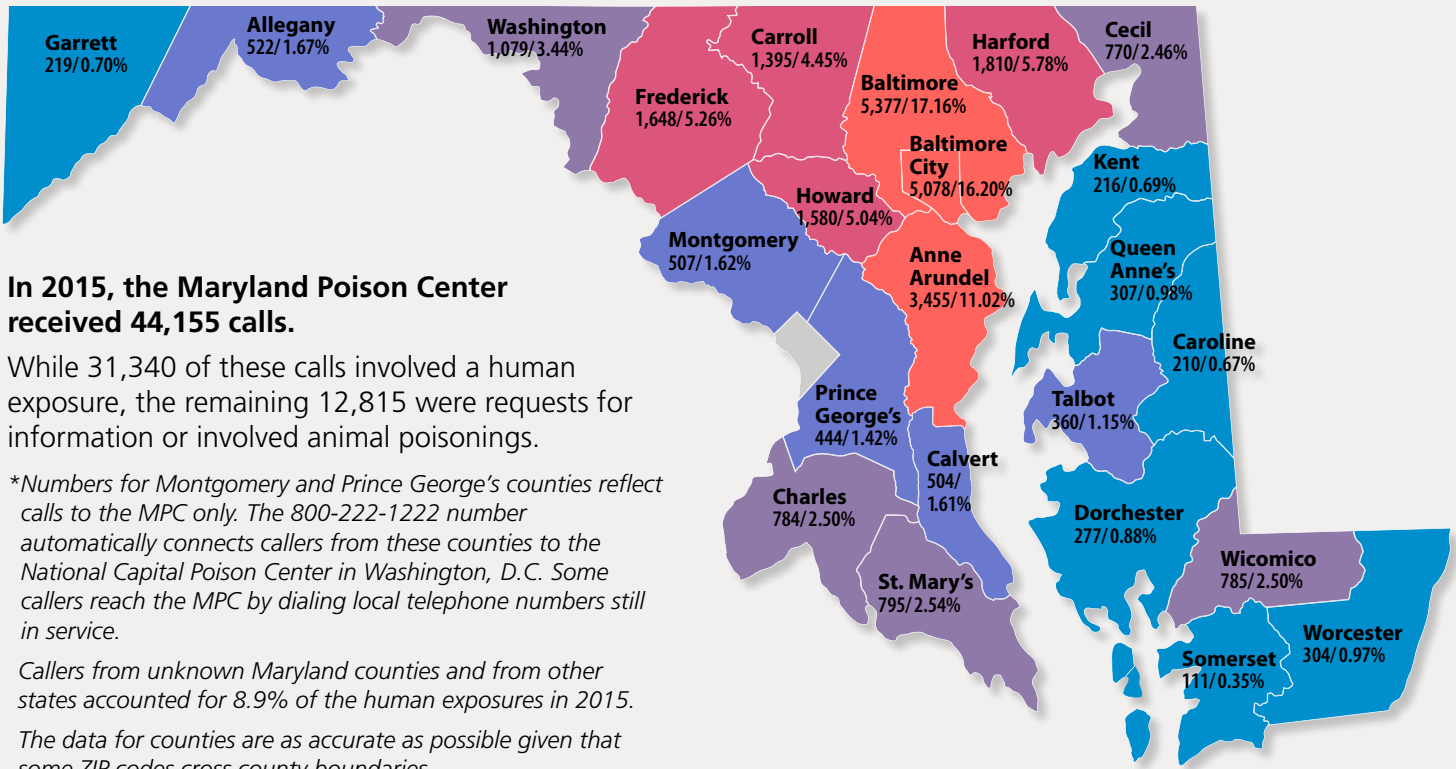 Garrett
219/0.70%
Allegany
522/1.67%
Washington
1,079/3.44%
Frederick
1,648/5.26%
Carroll
1,395/4.45%
Baltimore
5,377/17.16%
Baltimore
City
5,078/16.20%
Harford
1,810/5.78%
Cecil
770/2.46%
Howard
1,580/5.04%
Montgomery
507/1.62%
Anne
Arundel
3,455/11.02%
Kent
216/0.69%
Queen
Anne's
307/0.98%
Caroline
210/0.67%
Talbot
360/1.15%
Prince
George's
444/1.42%
Calvert
504/
1.61%
Charles
784/2.50%
St. Mary's
795/2.54%
Dorchester
277/0.88%
Wicomico
785/2.50%
Somerset
111/0.35%
Worcester
304/0.97%
In 2015, the Maryland Poison Center
received 44,155 calls.
While 31,340 of these calls involved a human
exposure, the remaining 12,815 were requests for
information or involved animal poisonings.
*Numbers for Montgomery and Prince George's counties reflect
calls to the MPC only. The 800-222-1222 number
automatically connects callers from these counties to the
National Capital Poison Center in Washington, D.C. Some
callers reach the MPC by dialing local telephone numbers still
in service.
Callers from unknown Maryland counties and from other
states accounted for 8.9% of the human exposures in 2015.
The data for counties are as accurate as possible given that
some ZIP codes cross county boundaries